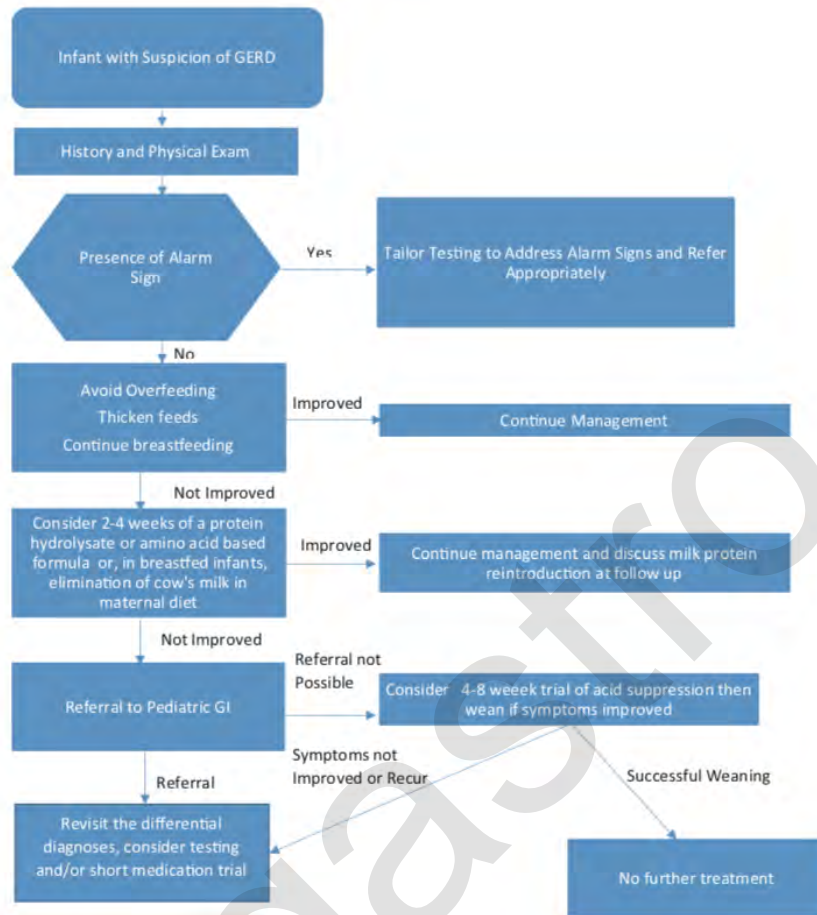 Infant with Suspicion of GERD
History and Physical Exam
Presence of Alarm
Sign
Yes
Tailor Testing to Address Alarm Signs and Refer
Appropriately
No
Avoid Overfeeding
Thicken feeds
Continue breastfeeding
Improved
Continue Management
Not Improved
Consider 2-4 weeks of a protein
hydrolysate or amino acid based
formula or, in breastfed infants,
elimination of cow's milk in
maternal diet
Improved
Continue management and discuss milk protein
reintroduction at follow up
Not Improved
Referral to Pediatric GI
Referral not
Possible
Consider 4-8 weeek trial of acid suppression then
wean if symptoms improved
Symptoms not
Improved or Recur
Referral
Successful Weaning
Revisit the differential
diagnoses, consider testing
and/or short medication trial
No further treatment
gastro